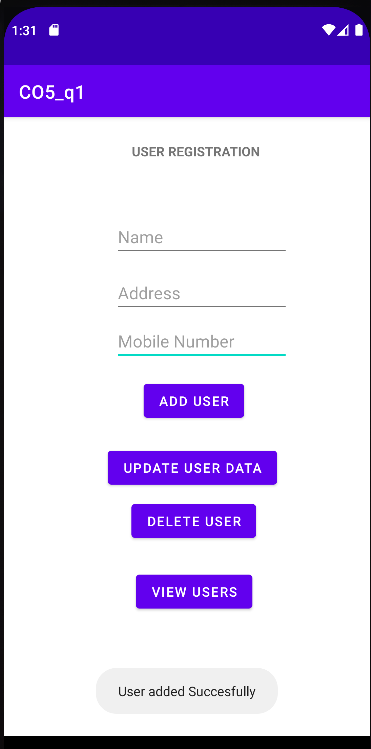 1:31
CO5_q1
USER REGISTRATION
Name
Address
Mobile Number
ADD USER
UPDATE USER DATA
DELETE USER
VIEW USERS
User added Succesfully